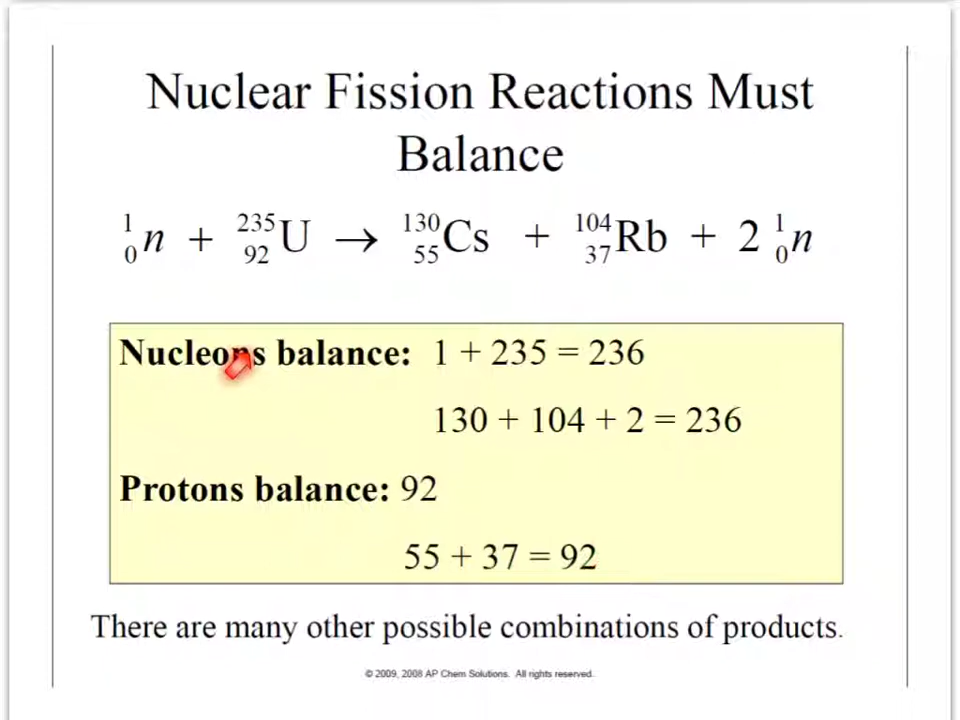 Nuclear Fission Reactions Must
Balance
¹₀n + ²³⁵₉₂U → ¹³⁰₅₅Cs + ¹⁰⁴₃₇Rb + 2 ¹₀n
Nucleons balance: 1 + 235 = 236
130 + 104 + 2 = 236
Protons balance: 92
55 + 37 = 92
There are many other possible combinations of products.
© 2009, 2008 AP Chem Solutions. All rights reserved.